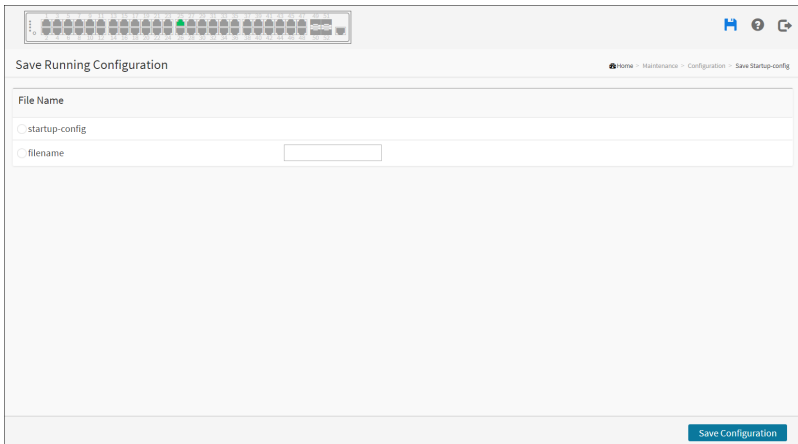 Save Running Configuration
Home > Maintenance > Configuration > Save Startup-config
File Name
startup-config
filename
Save Configuration